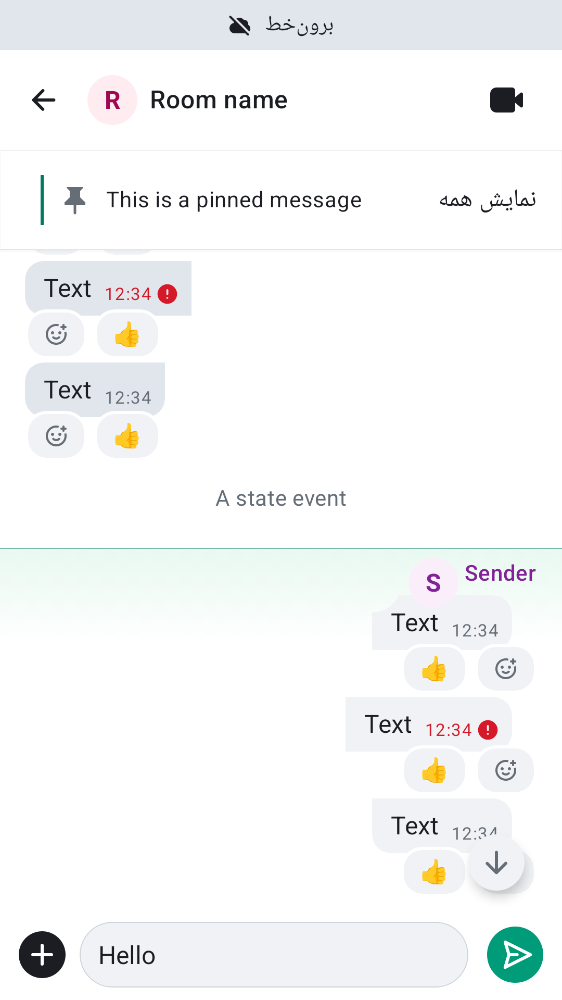 برون‌خط
R Room name
This is a pinned message نمایش همه
Text 12:34
Text 12:34
A state event
S Sender
Text 12:34
Text 12:34
Text 12:34
Hello